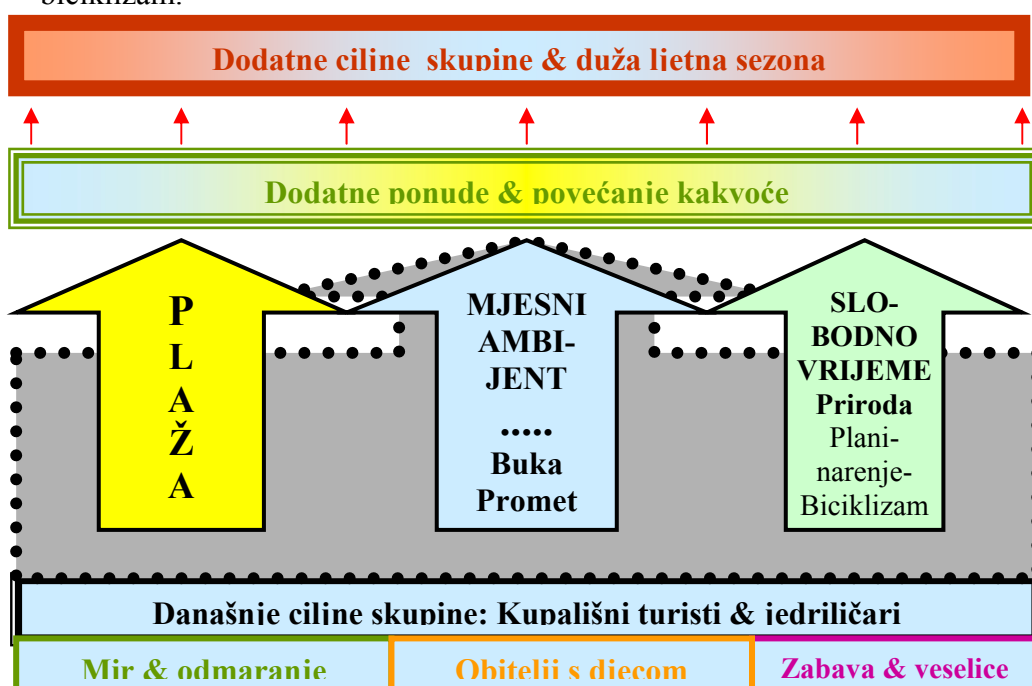 biciklizam.
Dodatne ciljne skupine & duža ljetna sezona
Dodatne ponude & povećanje kakvoće
P
L
A
Ž
A
MJESNI
AMBI-
JENT
.....
Buka
Promet
SLO-
BODNO
VRIJEME
Priroda
Plani-
narenje-
Biciklizam
Današnje ciljne skupine: Kupališni turisti & jedriličari
Mir & odmaranje
Obitelji s djecom
Zabava & veselice